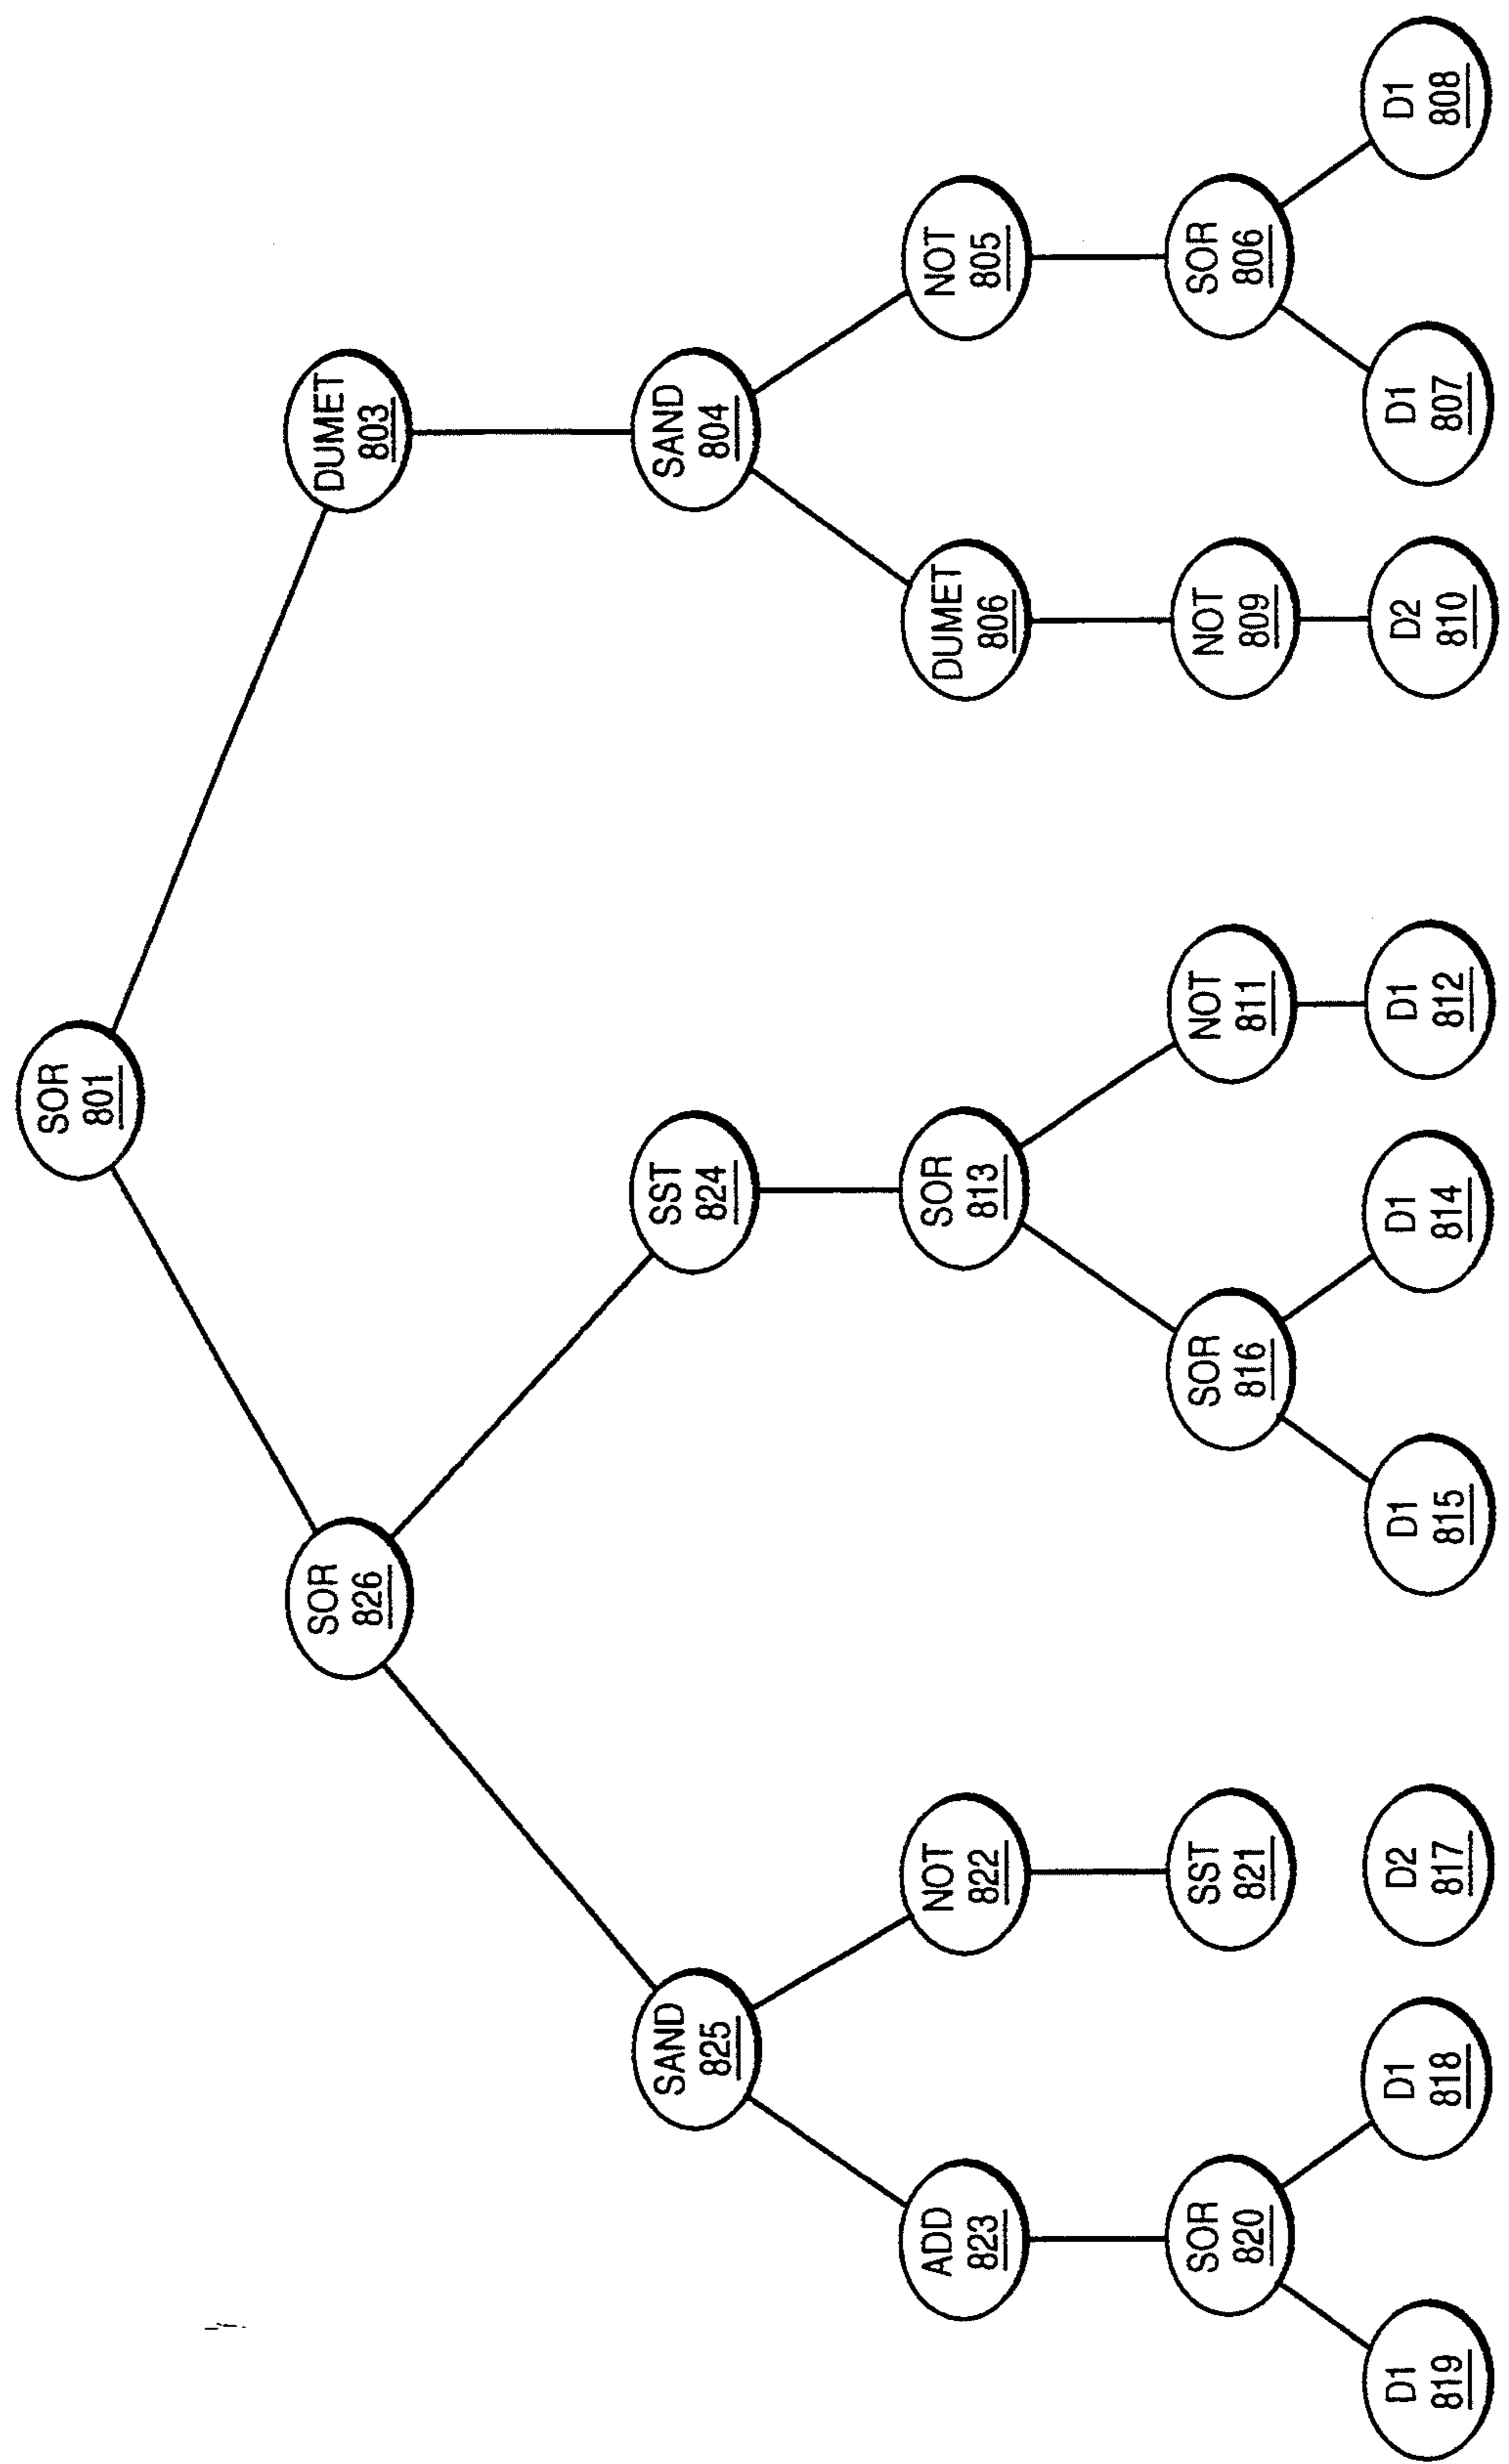 SOR
801
SOR
826
DUMET
803
SAND
825
SST
824
SAND
804
ADD
823
NOT
822
SOR
813
DUMET
806
NOT
805
SOR
820
SST
821
SOR
816
NOT
811
NOT
809
SOR
806
D1
819
D1
818
D2
817
D1
815
D1
814
D1
812
D2
810
D1
807
D1
808